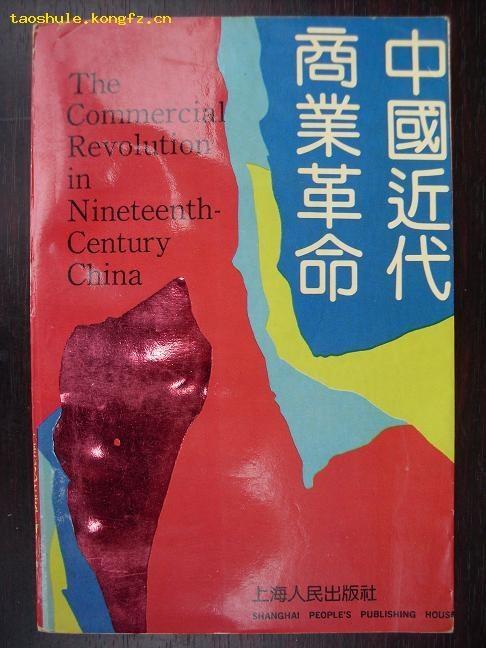 taoshule.kongfz.cn
The
Commercial
Revolution
in
Nineteenth-
Century
China
中國近代
商業革命
上海人民出版社
SHANGHAI PEOPLE'S PUBLISHING HOUSE